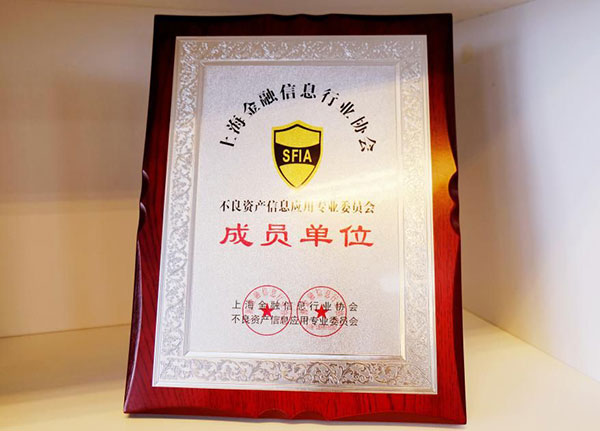 上海金融信息行业协会
SFIA
不良资产信息应用专业委员会
成员单位
上海金融信息行业协会
不良资产信息应用专业委员会